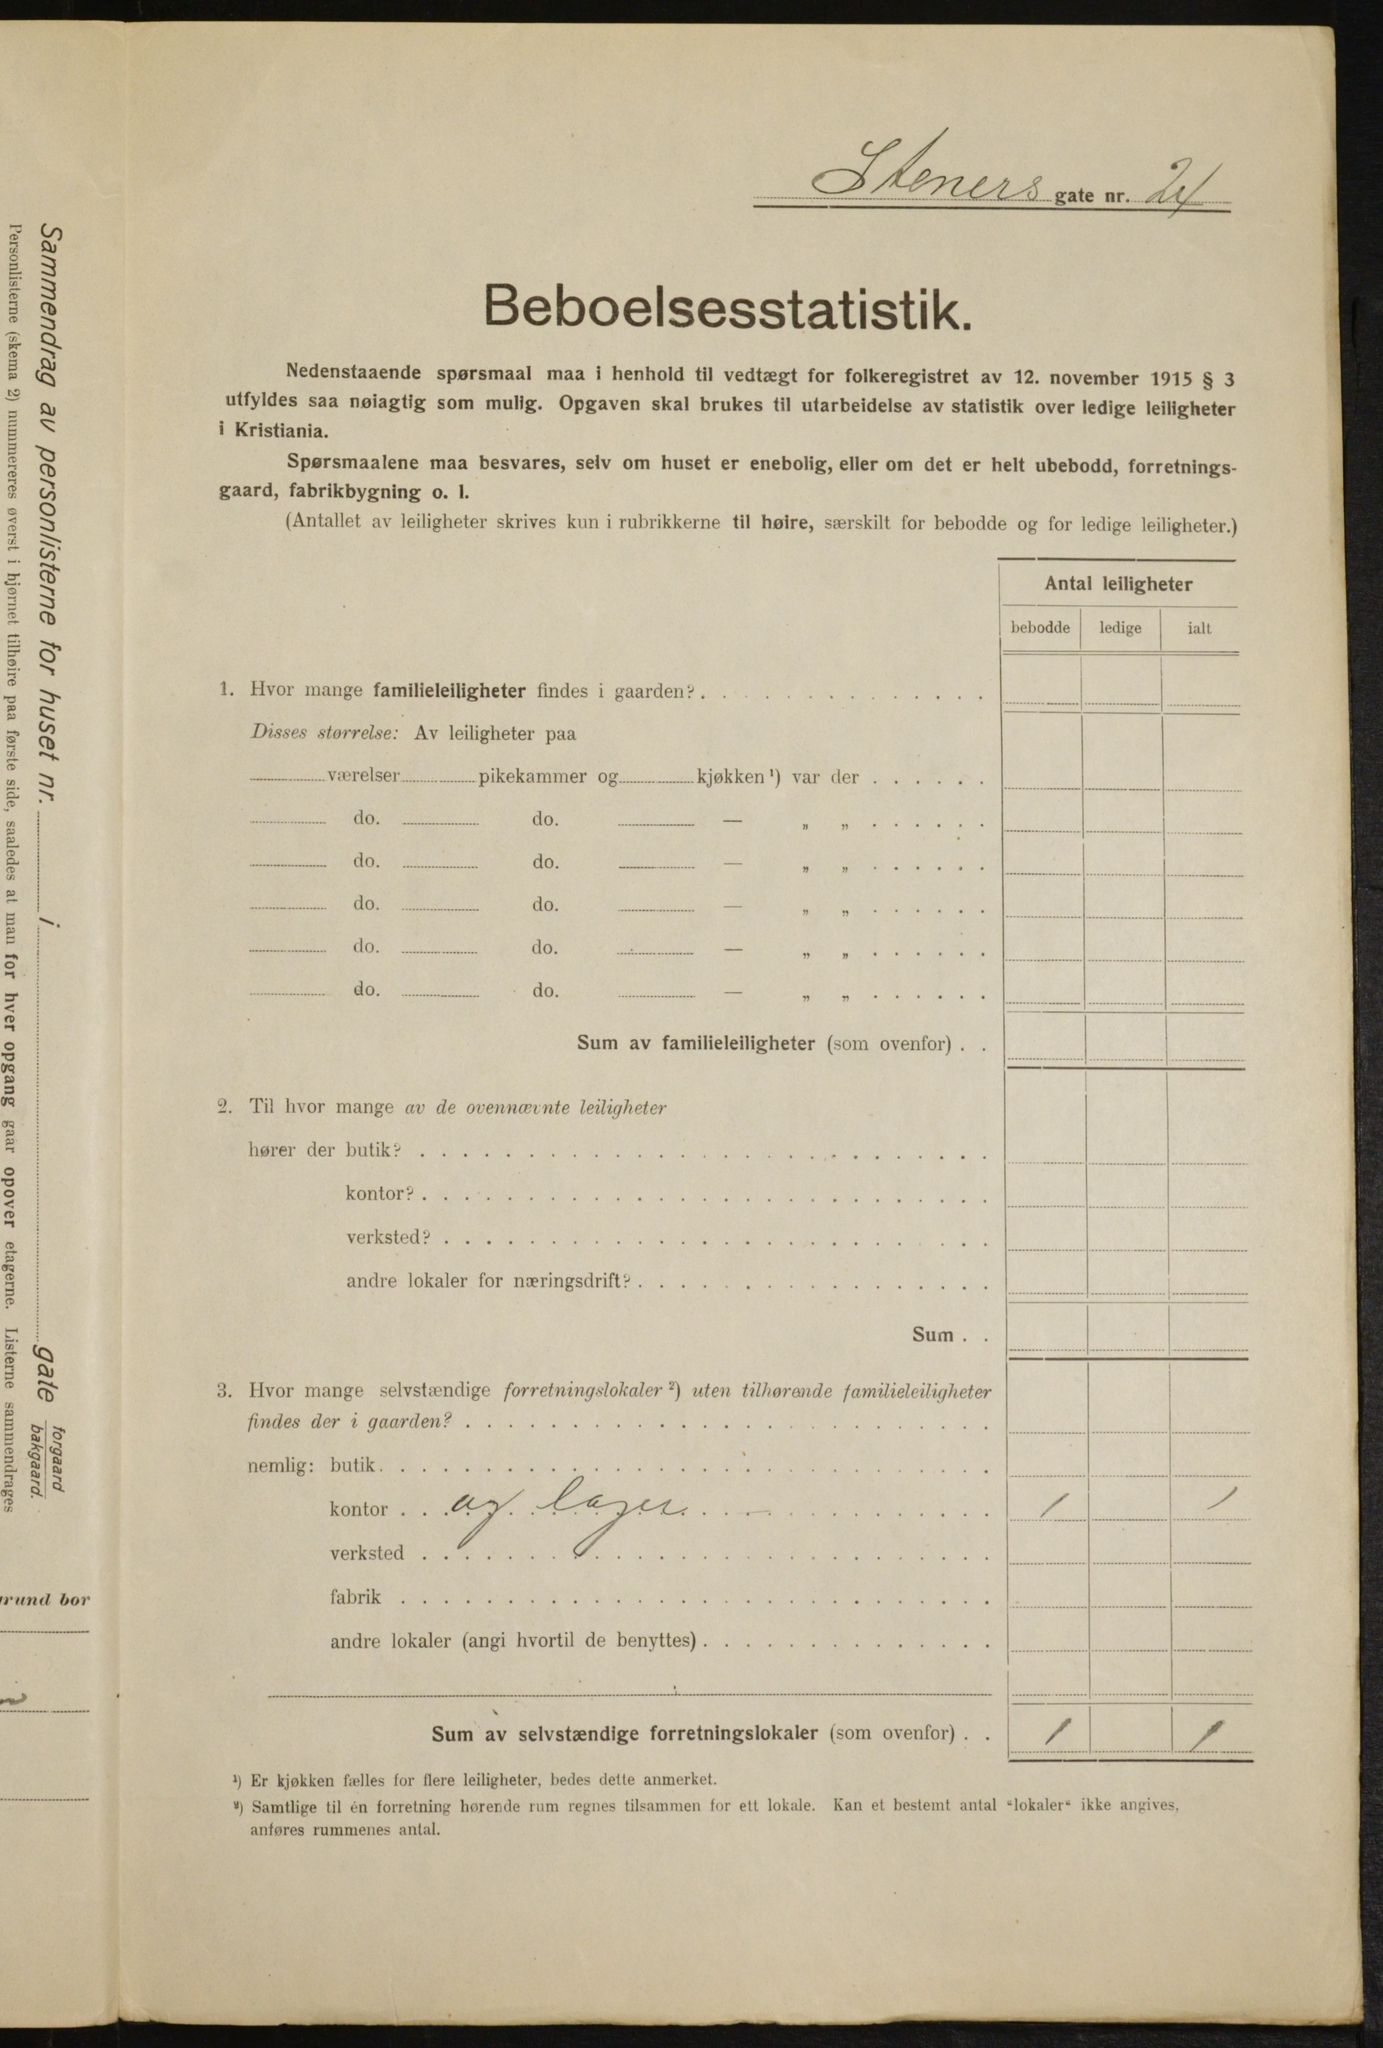 Steners gate nr. 24
Beboelsesstatistik.
Nedenstaaende spørsmaal maa i henhold til vedtægt for folkeregistret av 12. november 1915 § 3
utfyldes saa nøiagtig som mulig. Opgaven skal brukes til utarbeidelse av statistik over ledige leiligheter
i Kristiania.
Spørsmaalene maa besvares, selv om huset er enebolig, eller om det er helt ubebodd, forretnings-
gaard, fabrikbygning o. l.
(Antallet av leiligheter skrives kun i rubrikkerne til høire, særskilt for bebodde og for ledige leiligheter.)
Antal leiligheter
bebodde ledige ialt
1. Hvor mange familieleiligheter findes i gaarden?
Disses størrelse: Av leiligheter paa
værelser pikekammer og kjøkken ¹) var der
do. do. — „ „
do. do. — „ „
do. do. — „ „
do. do. — „ „
do. do. — „ „
Sum av familieleiligheter (som ovenfor)
2. Til hvor mange av de ovennævnte leiligheter
hører der butik?
kontor?
verksted?
andre lokaler for næringsdrift?
Sum
3. Hvor mange selvstændige forretningslokaler ²) uten tilhørende familieleiligheter
findes der i gaarden?
nemlig: butik
kontor og lager 1 1
verksted
fabrik
andre lokaler (angi hvortil de benyttes)
Sum av selvstændige forretningslokaler (som ovenfor) 1 1
¹) Er kjøkken fælles for flere leiligheter, bedes dette anmerket.
²) Samtlige til én forretning hørende rum regnes tilsammen for ett lokale. Kan et bestemt antal “lokaler“ ikke angives,
anføres rummenes antal.
Sammendrag av personlisterne for huset nr. i gate forgaard bakgaard.
Personlisterne (skema 2) nummereres øverst i hjørnet tilhøire paa første side, saaledes at man for hver opgang gaar opover etagerne. Listerne sammendrages
rund bor